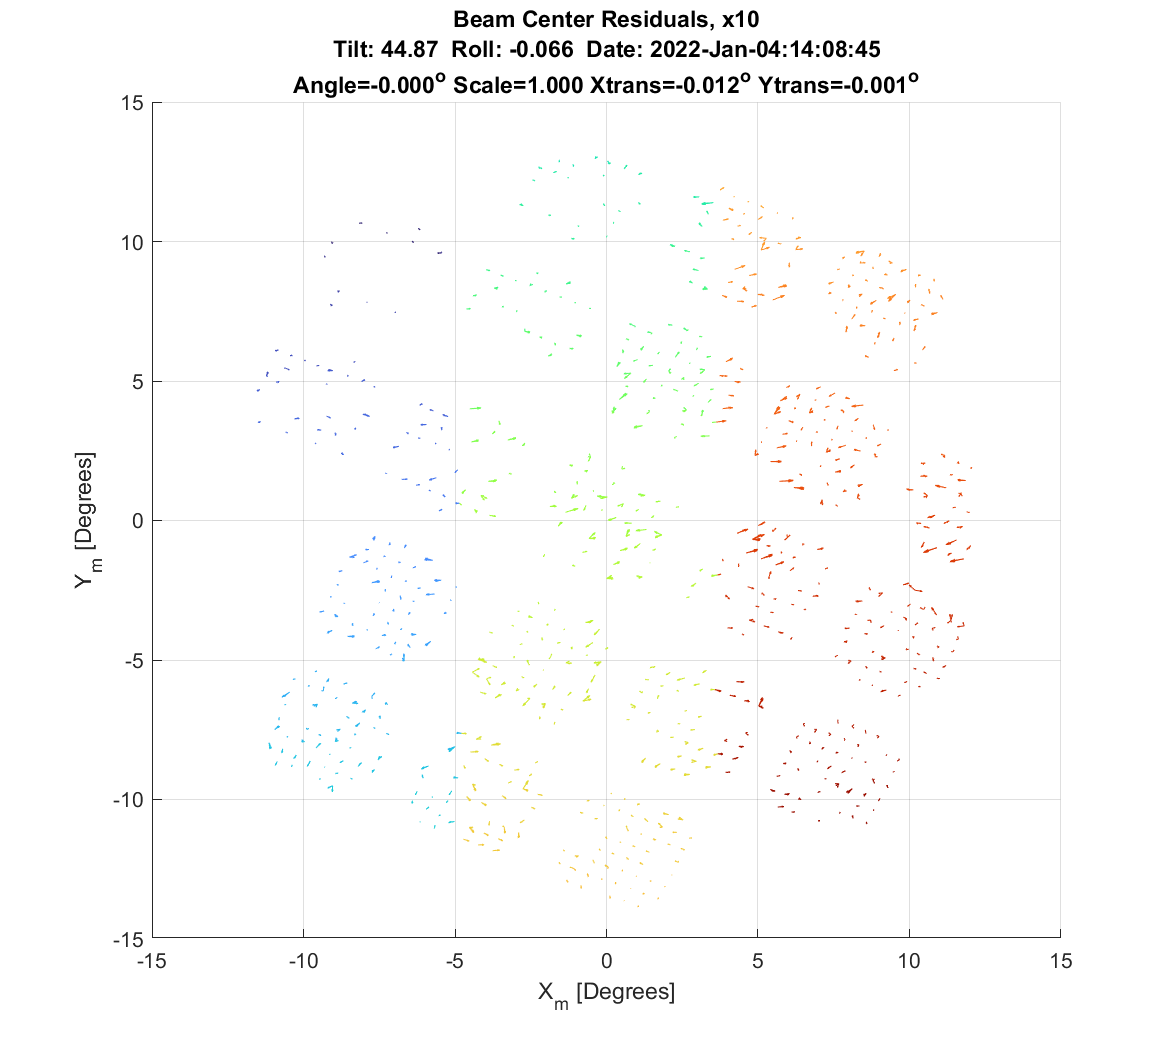 Beam Center Residuals, x10
Tilt: 44.87 Roll: -0.066 Date: 2022-Jan-04:14:08:45
Angle=-0.000° Scale=1.000 Xtrans=-0.012° Ytrans=-0.001°
15
10
5
0
-5
-10
-15
Y_m [Degrees]
-15 -10 -5 0 5 10 15
X_m [Degrees]